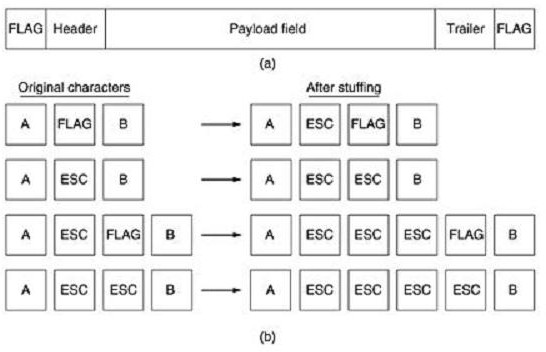 FLAG Header Payload field Trailer FLAG
(a)
Original characters After stuffing
A FLAG B A ESC FLAG B
A ESC B A ESC ESC B
A ESC FLAG B A ESC ESC ESC FLAG B
A ESC ESC B A ESC ESC ESC ESC B
(b)